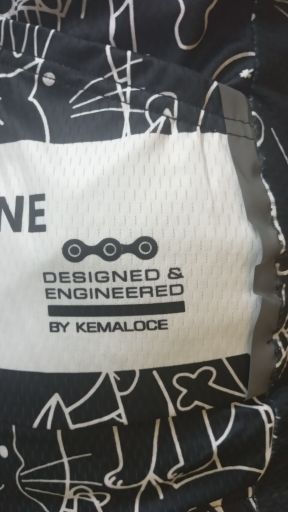 NE
DESIGNED &
ENGINEERED
BY KEMALOCE